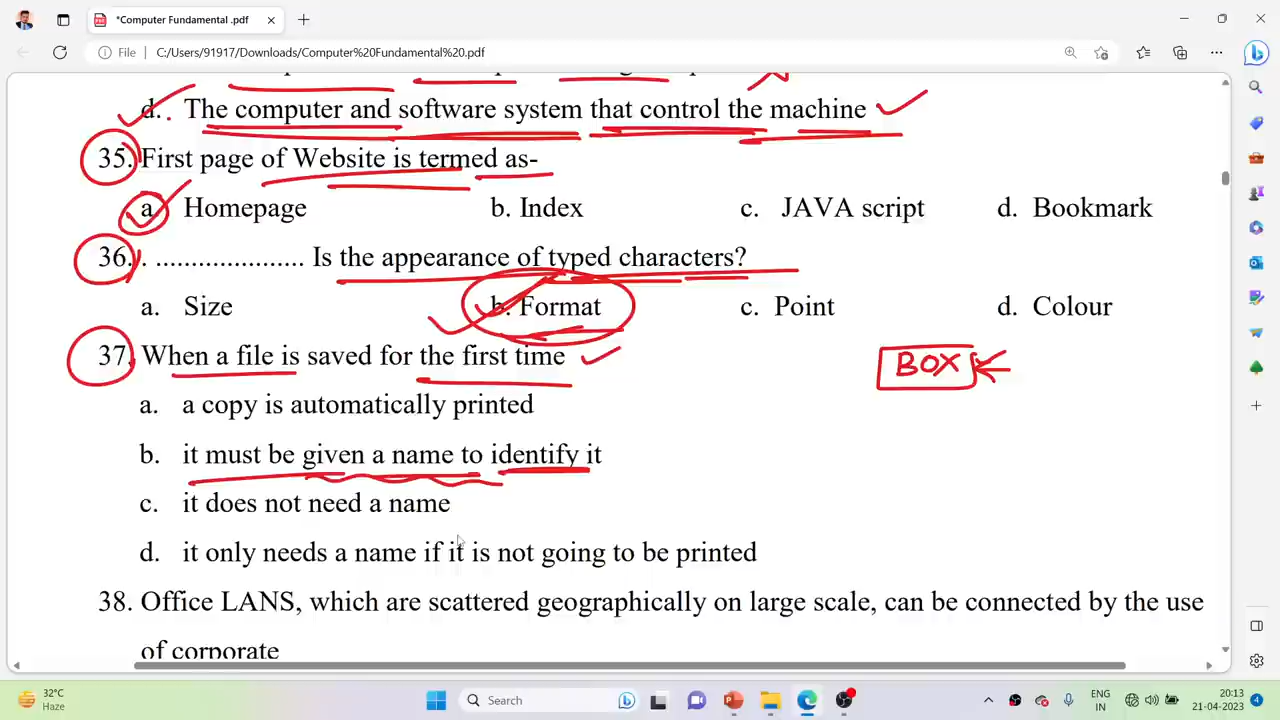 *Computer Fundamental .pdf
File C:/Users/91917/Downloads/Computer%20Fundamental%20.pdf
d. The computer and software system that control the machine
35. First page of Website is termed as-
a. Homepage b. Index c. JAVA script d. Bookmark
36. . ..................... Is the appearance of typed characters?
a. Size b. Format c. Point d. Colour
37. When a file is saved for the first time
BOX
a. a copy is automatically printed
b. it must be given a name to identify it
c. it does not need a name
d. it only needs a name if it is not going to be printed
38. Office LANS, which are scattered geographically on large scale, can be connected by the use
of corporate
32°C
Haze
Search
ENG
IN
20:13
21-04-2023